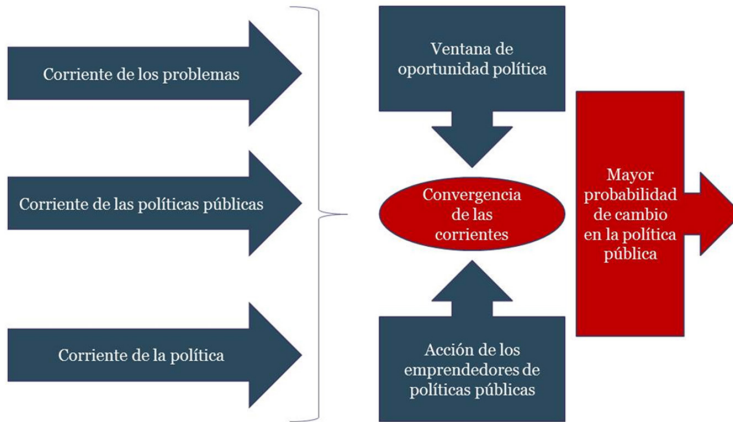 Corriente de los problemas
Corriente de las políticas públicas
Corriente de la política
Ventana de
oportunidad política
Convergencia
de las
corrientes
Acción de los
emprendedores de
políticas públicas
Mayor
probabilidad
de cambio
en la política
pública